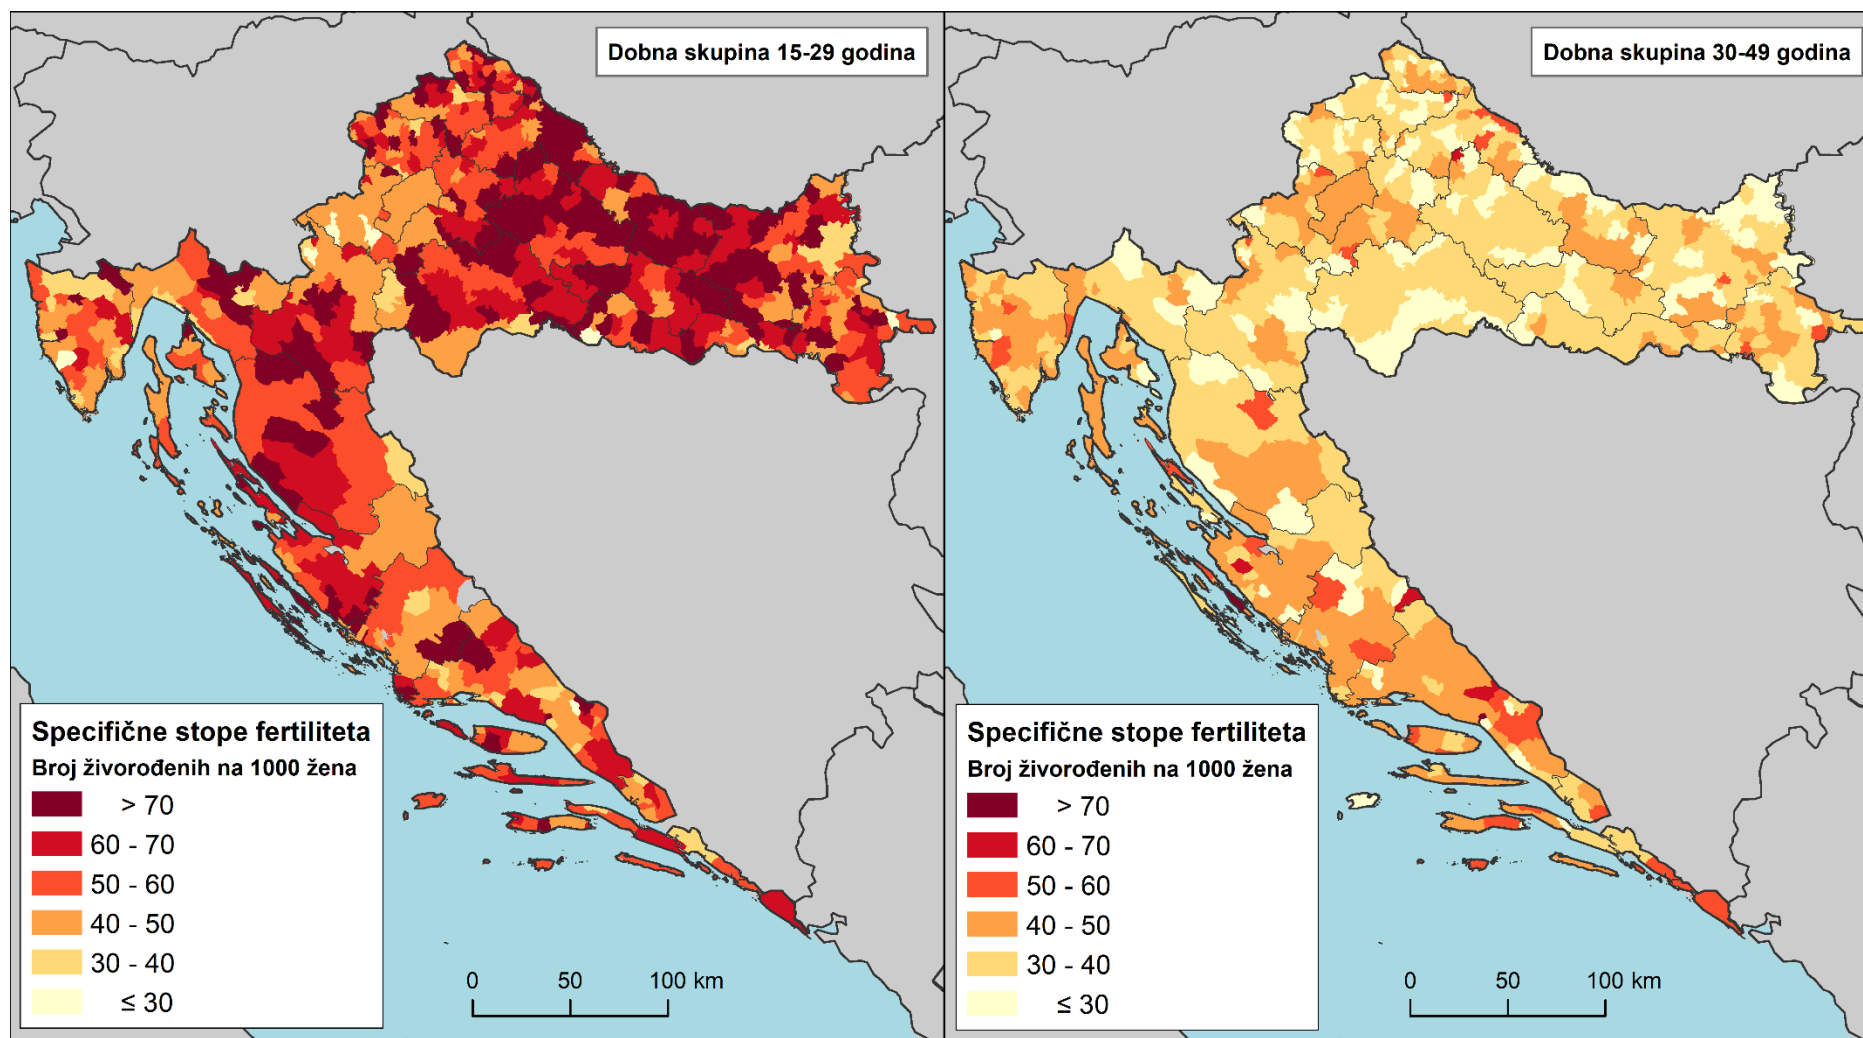 Dobna skupina 15-29 godina
Specifične stope fertiliteta
Broj živorođenih na 1000 žena
> 70
60 - 70
50 - 60
40 - 50
30 - 40
≤ 30
0 50 100 km
Dobna skupina 30-49 godina
Specifične stope fertiliteta
Broj živorođenih na 1000 žena
> 70
60 - 70
50 - 60
40 - 50
30 - 40
≤ 30
0 50 100 km